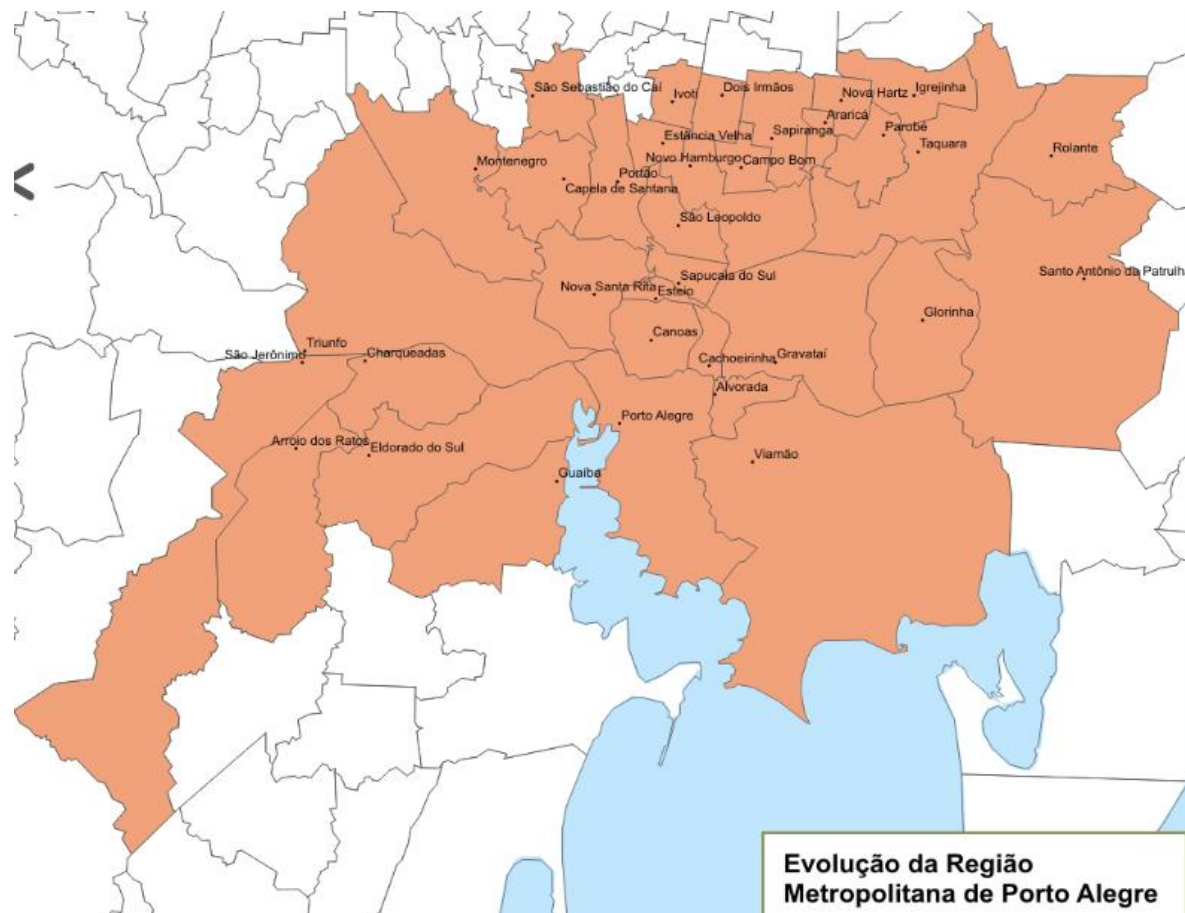 São Sebastião do Caí
Ivoti
Dois Irmãos
Nova Hartz
Igrejinha
Araricá
Estância Velha
Sapiranga
Parobé
Taquara
Rolante
Montenegro
Novo Hamburgo
Campo Bom
Portão
Capela de Santana
São Leopoldo
Sapucaia do Sul
Santo Antônio da Patrulh
Nova Santa Rita
Esteio
Glorinha
Canoas
Triunfo
São Jerônimo
Charqueadas
Cachoeirinha
Gravataí
Alvorada
Porto Alegre
Arroio dos Ratos
Eldorado do Sul
Viamão
Guaíba
Evolução da Região
Metropolitana de Porto Alegre